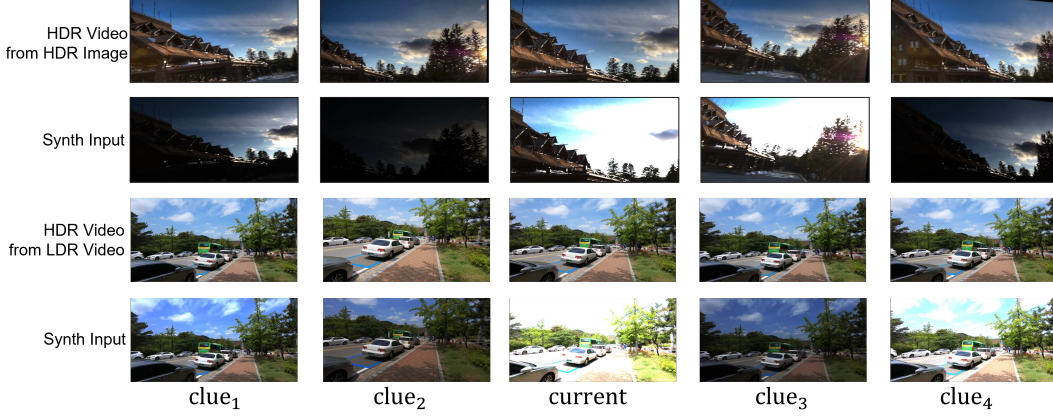 HDR Video
from HDR Image
Synth Input
HDR Video
from LDR Video
Synth Input
clue₁ clue₂ current clue₃ clue₄